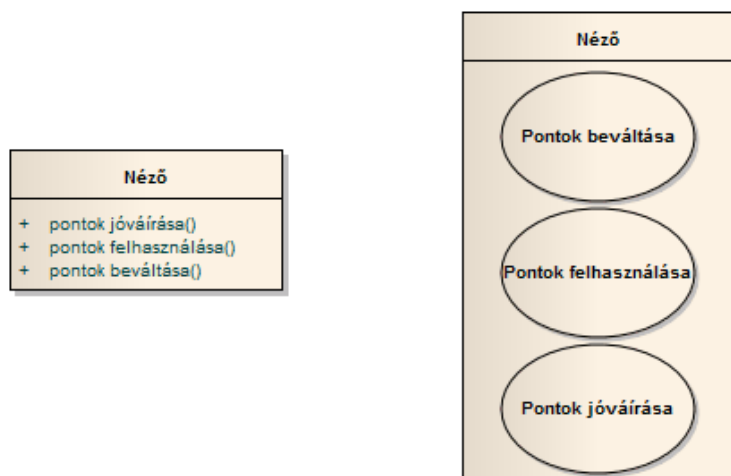 Néző
+ pontok jóváírása()
+ pontok felhasználása()
+ pontok beváltása()
Néző
Pontok beváltása
Pontok felhasználása
Pontok jóváírása